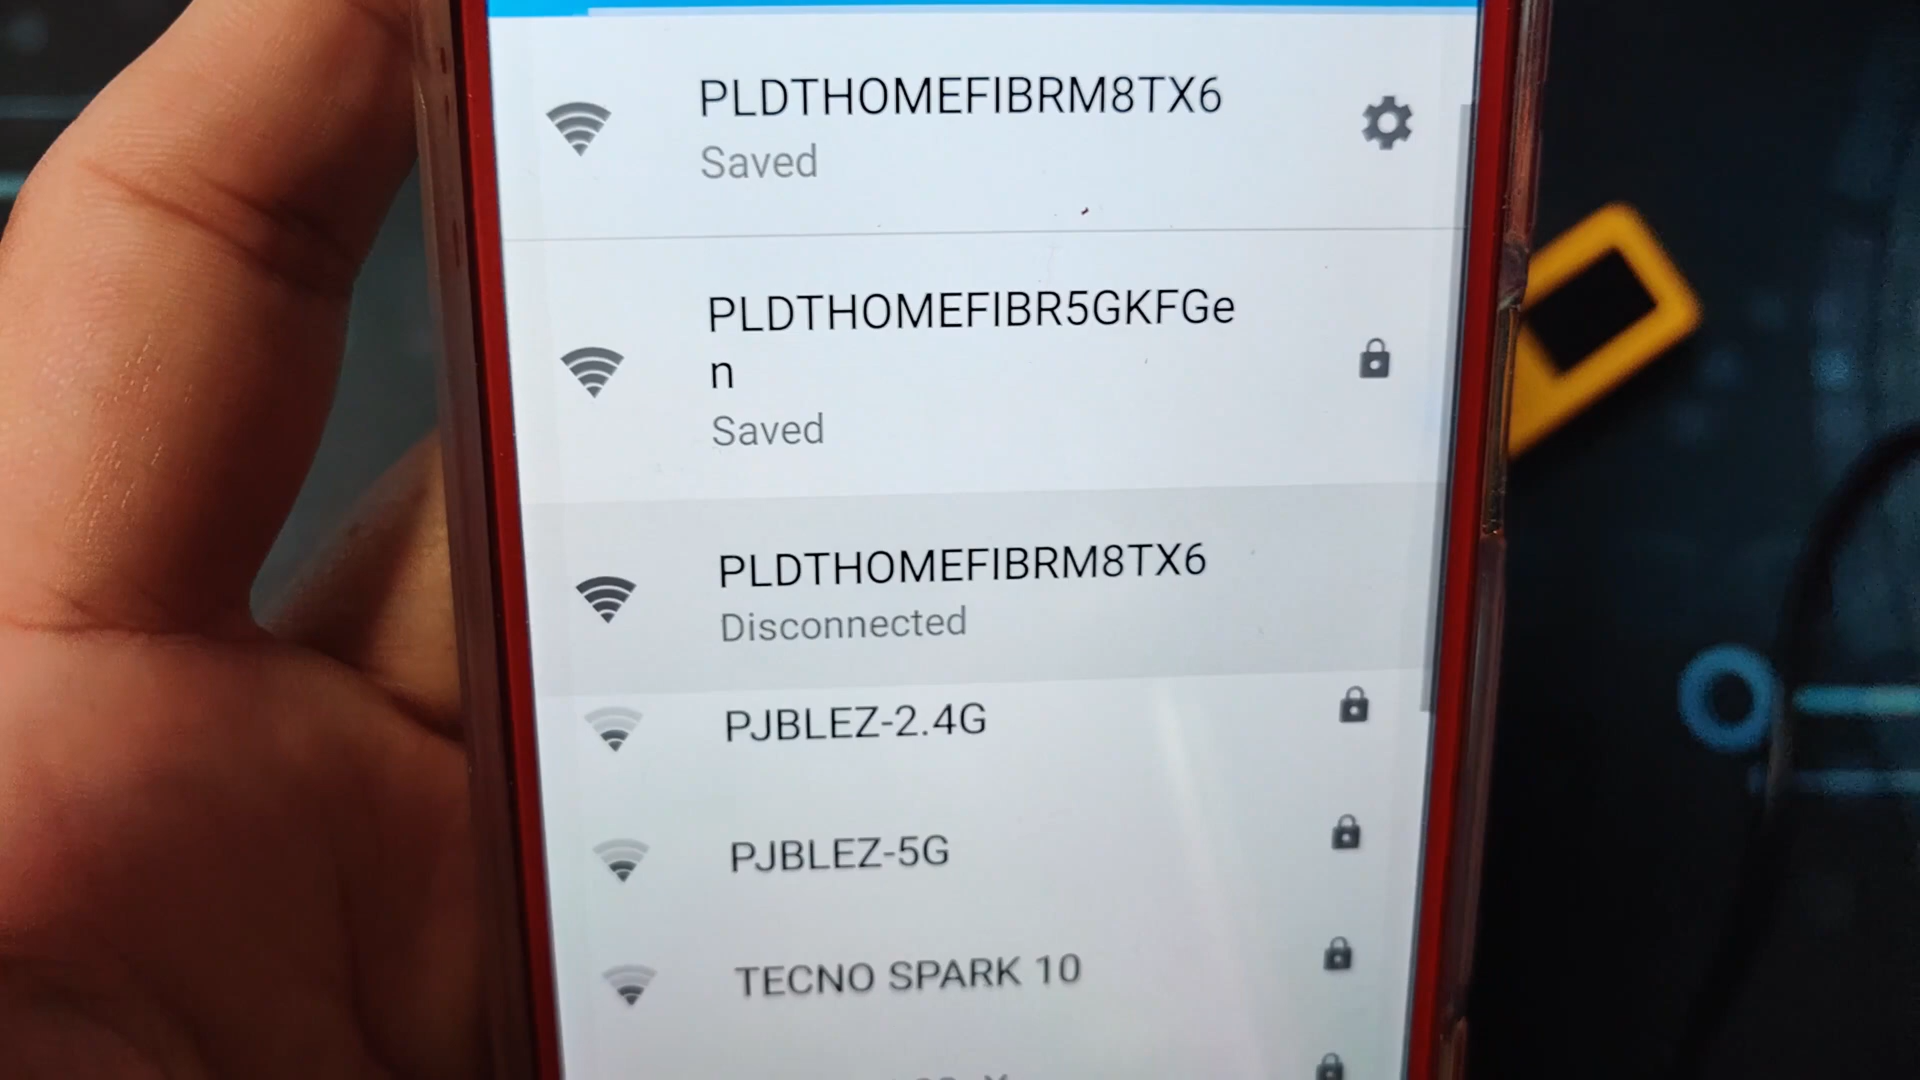 PLDTHOMEFIBRM8TX6
Saved
PLDTHOMEFIBR5GKFGe
n
Saved
PLDTHOMEFIBRM8TX6
Disconnected
PJBLEZ-2.4G
PJBLEZ-5G
TECNO SPARK 10